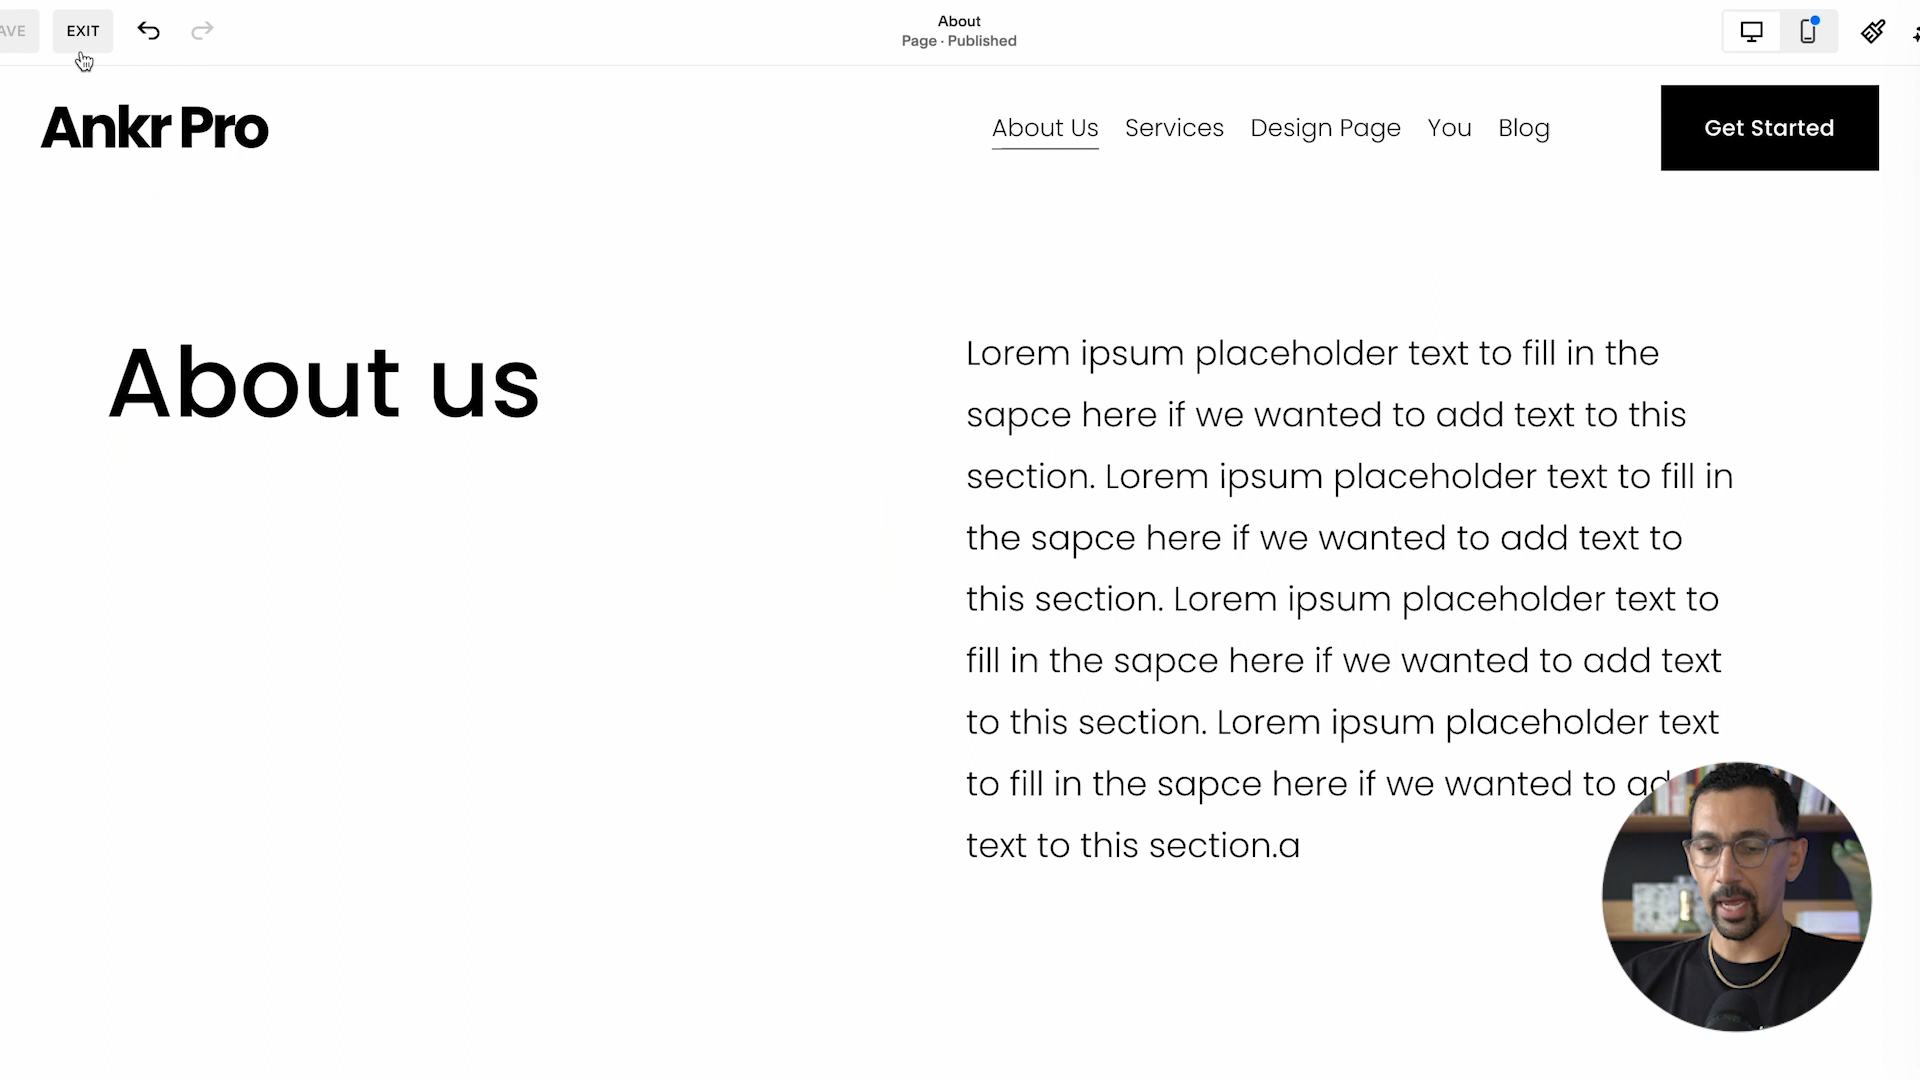 AVE
EXIT
About
Page · Published
Ankr Pro
About Us
Services
Design Page
You
Blog
Get Started
About us
Lorem ipsum placeholder text to fill in the
sapce here if we wanted to add text to this
section. Lorem ipsum placeholder text to fill in
the sapce here if we wanted to add text to
this section. Lorem ipsum placeholder text to
fill in the sapce here if we wanted to add text
to this section. Lorem ipsum placeholder text
to fill in the sapce here if we wanted to ad
text to this section.a